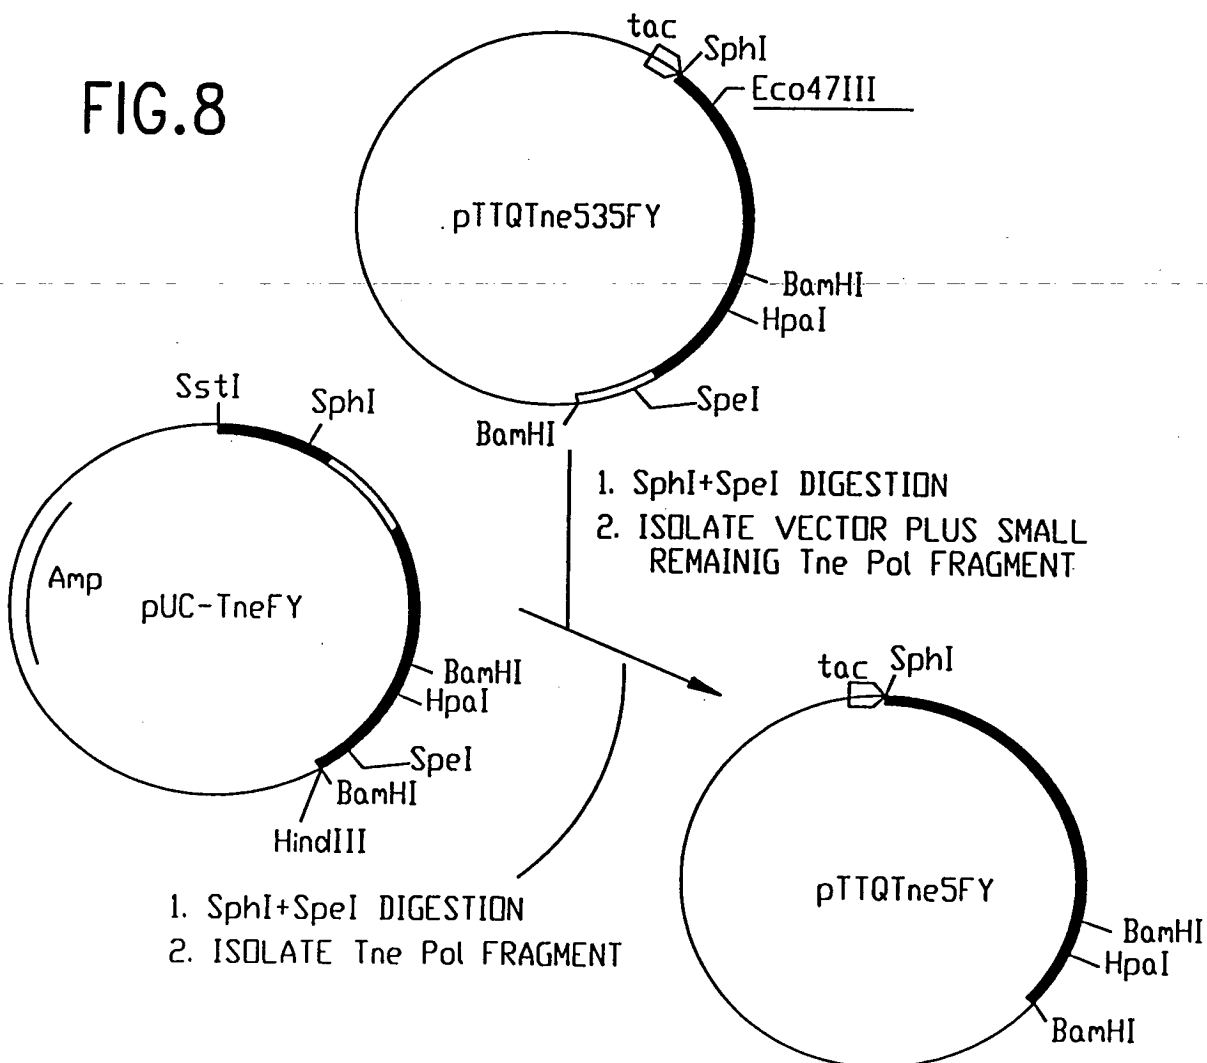 FIG.8
tac
SphI
Eco47III
pTTQTne535FY
BamHI
HpaI
SpeI
BamHI
SstI
SphI
Amp
pUC-TneFY
BamHI
HpaI
SpeI
BamHI
HindIII
1. SphI+SpeI DIGESTION
2. ISOLATE VECTOR PLUS SMALL
REMAINIG Tne Pol FRAGMENT
1. SphI+SpeI DIGESTION
2. ISOLATE Tne Pol FRAGMENT
tac
SphI
pTTQTne5FY
BamHI
HpaI
BamHI